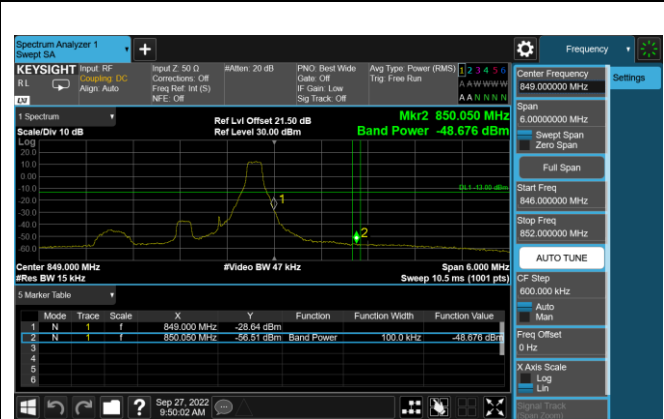 Spectrum Analyzer 1
Swept SA
Frequency
KEYSIGHT
RL
LXI
Input: RF
Coupling: DC
Align: Auto
Input Z: 50 Ω
Corrections: Off
Freq Ref: Int (S)
NFE: Off
#Atten: 20 dB
PNO: Best Wide
Gate: Off
IF Gain: Low
Sig Track: Off
Avg Type: Power (RMS)
Trig: Free Run
1 2 3 4 5 6
A A W W W W
A A N N N N
Settings
1 Spectrum
Scale/Div 10 dB
Ref Lvl Offset 21.50 dB
Ref Level 30.00 dBm
Mkr2 850.050 MHz
Band Power -48.676 dBm
Log
20.0
10.0
0.00
-10.0
-20.0
-30.0
-40.0
-50.0
-60.0
DL1 -13.00 dBm
1
2
Center 849.000 MHz
#Res BW 15 kHz
#Video BW 47 kHz
Span 6.000 MHz
Sweep 10.5 ms (1001 pts)
5 Marker Table
Mode Trace Scale X Y Function Function Width Function Value
1 N 1 f 849.000 MHz -28.64 dBm
2 N 1 f 850.050 MHz -56.51 dBm Band Power 100.0 kHz -48.676 dBm
3
4
5
6
Center Frequency
849.000000 MHz
Span
6.00000000 MHz
Swept Span
Zero Span
Full Span
Start Freq
846.000000 MHz
Stop Freq
852.000000 MHz
AUTO TUNE
CF Step
600.000 kHz
Auto
Man
Freq Offset
0 Hz
X Axis Scale
Log
Lin
Signal Track
(Span Zoom)
?
Sep 27, 2022
9:50:02 AM